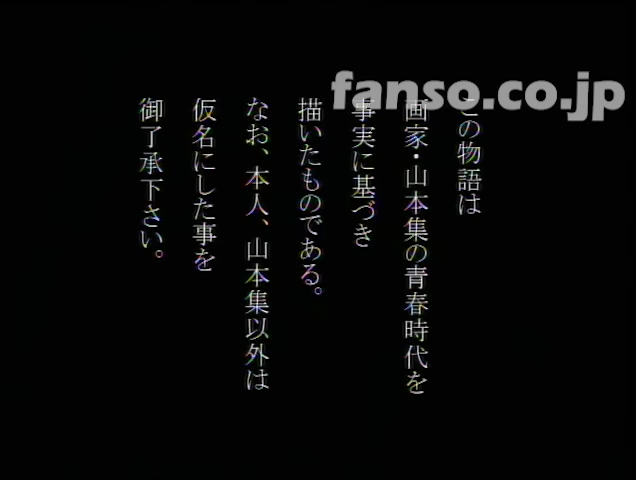 fanso.co.jp
この物語は
画家・山本集の青春時代を
事実に基づき
描いたものである。
なお、本人、山本集以外は
仮名にした事を
御了承下さい。